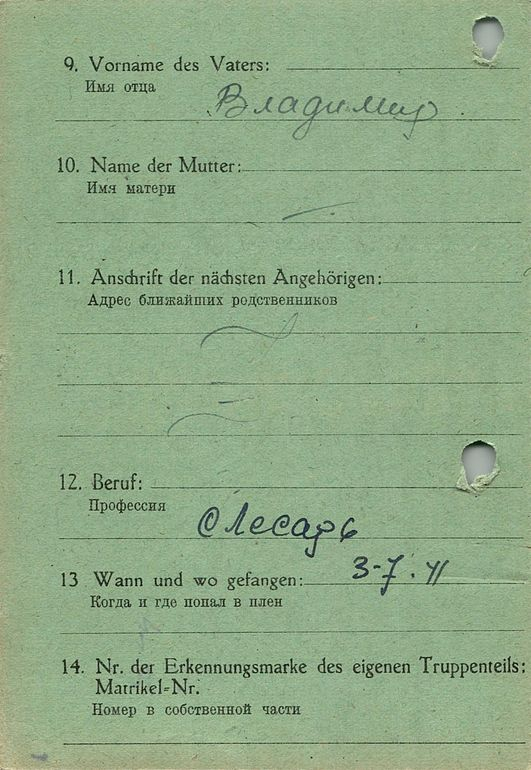 9. Vorname des Vaters:
Имя отца
Владимир
10. Name der Mutter:
Имя матери
—
11. Anschrift der nächsten Angehörigen:
Адрес ближайших родственников
12. Beruf:
Профессия
слесарь
13 Wann und wo gefangen: 3-7.41
Когда и где попал в плен
14. Nr. der Erkennungsmarke des eigenen Truppenteils:
Matrikel-Nr.
Номер в собственной части